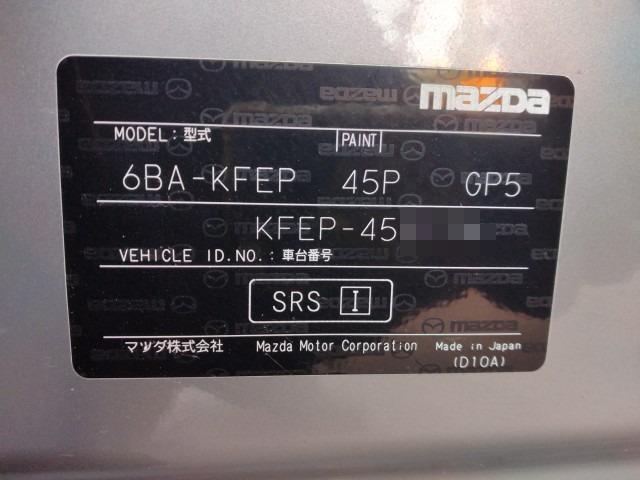 mazda
MODEL：型式 PAINT
6BA-KFEP 45P GP5
KFEP-45
VEHICLE ID.NO.：車台番号
SRS I
マツダ株式会社 Mazda Motor Corporation Made in Japan
(D10A)